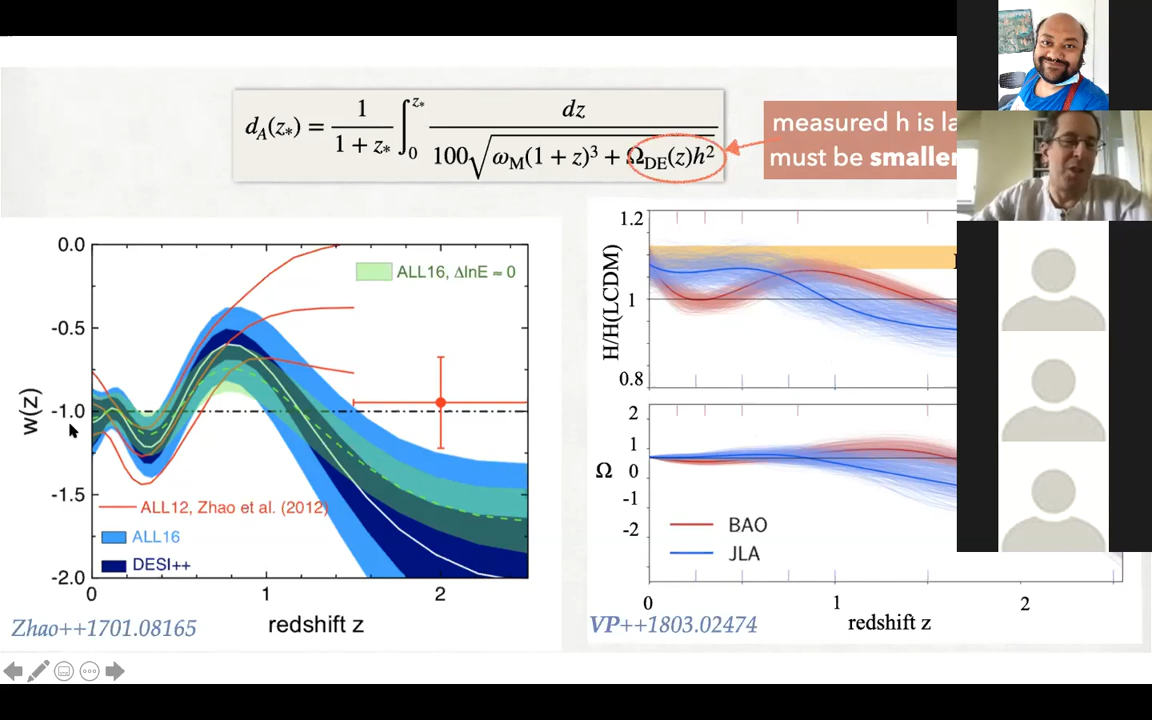 d_A(z_*) = 1/(1 + z_*) ∫_0^{z_*} dz / (100√(ω_M(1 + z)^3 + Ω_DE(z)h^2))
measured h is la
must be smaller
0.0
-0.5
-1.0
-1.5
-2.0
w(z)
ALL16, ΔlnE ≈ 0
ALL12, Zhao et al. (2012)
ALL16
DESI++
0 1 2
redshift z
Zhao++1701.08165
1.2
1
0.8
H/H(LCDM)
2
1
0
-1
-2
Ω
BAO
JLA
0 1 2
redshift z
VP++1803.02474